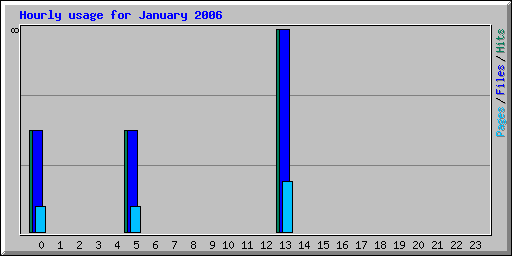 Hourly usage for January 2006
8
Pages/Files/Hits
0 1 2 3 4 5 6 7 8 9 10 11 12 13 14 15 16 17 18 19 20 21 22 23